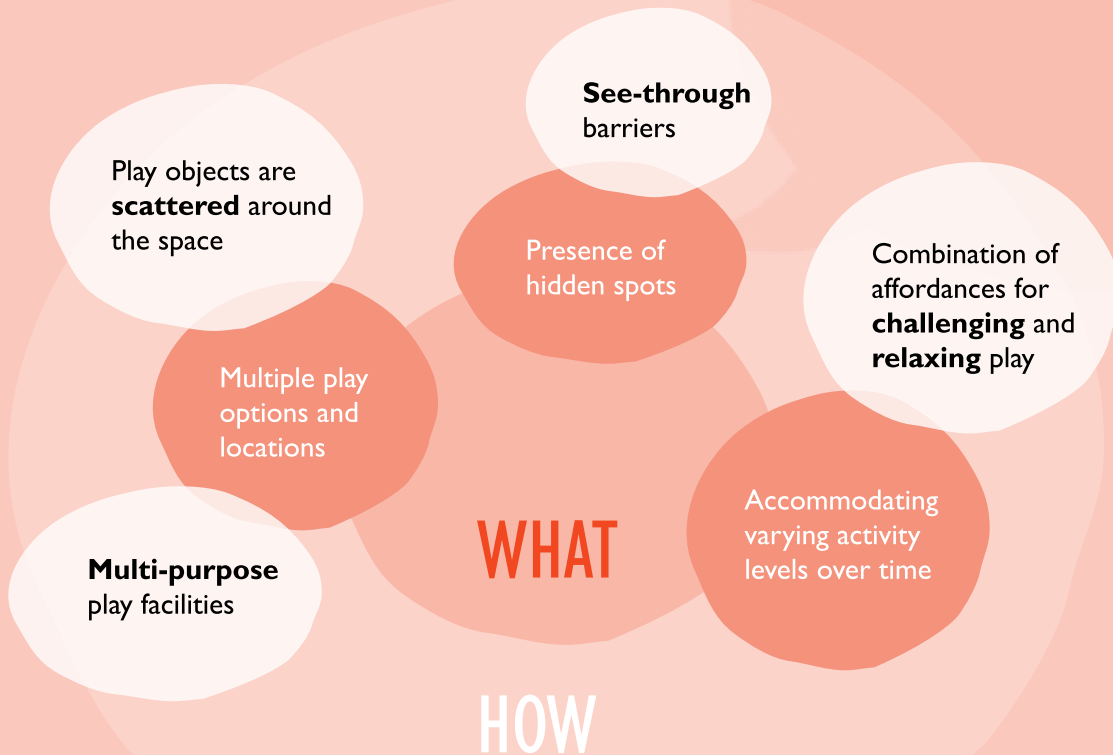 See-through
barriers
Play objects are
scattered around
the space
Presence of
hidden spots
Combination of
affordances for
challenging and
relaxing play
Multiple play
options and
locations
Accommodating
varying activity
levels over time
WHAT
Multi-purpose
play facilities
HOW